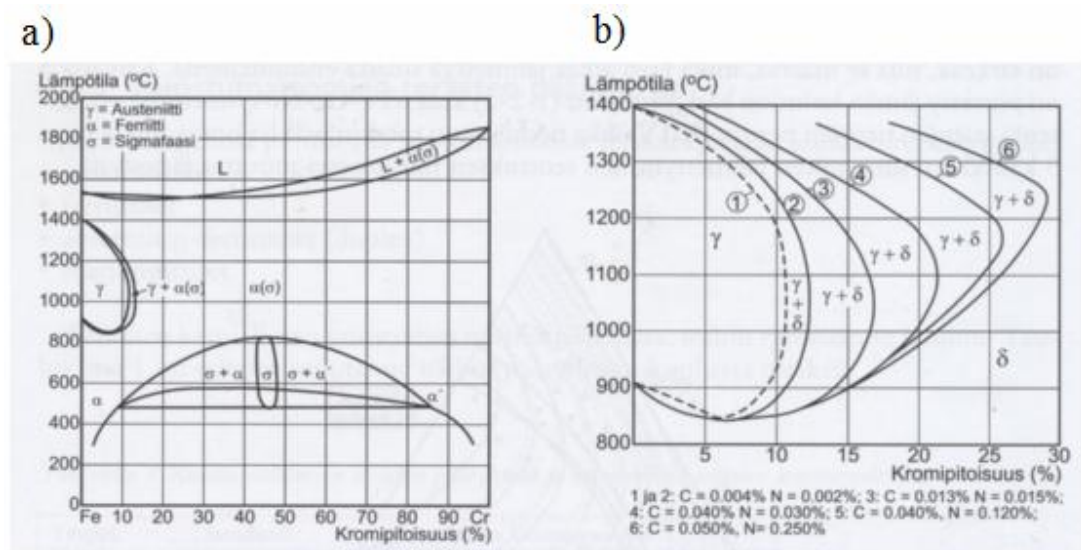 a)
Lämpötila (ºC)
2000
1800
1600
1400
1200
1000
800
600
400
200
0
γ = Austeniitti
α = Ferriitti
σ = Sigmafaasi
L
L + α(σ)
γ
γ + α(σ)
α(σ)
σ + α
σ
σ + α´
α
α´
Fe 10 20 30 40 50 60 70 80 90 Cr
Kromipitoisuus (%)
b)
Lämpötila (ºC)
1400
1300
1200
1100
1000
900
800
① ② ③ ④ ⑤ ⑥
γ
γ + δ
γ + δ
γ + δ
γ + δ
γ + δ
δ
5 10 15 20 25 30
Kromipitoisuus (%)
1 ja 2: C = 0.004% N = 0.002%; 3: C = 0.013% N = 0.015%;
4: C = 0.040% N = 0.030%; 5: C = 0.040%, N = 0.120%;
6: C = 0.050%, N= 0.250%